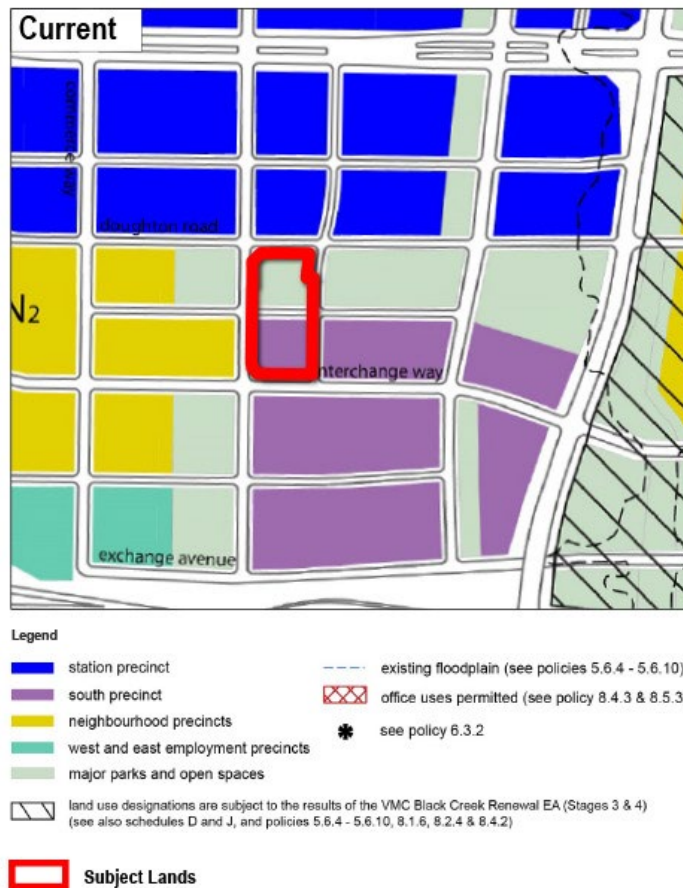 Current
commerce way
doughton road
N2
nterchange way
exchange avenue
Legend
station precinct
south precinct
neighbourhood precincts
west and east employment precincts
major parks and open spaces
existing floodplain (see policies 5.6.4 - 5.6.10)
office uses permitted (see policy 8.4.3 & 8.5.3
see policy 6.3.2
land use designations are subject to the results of the VMC Black Creek Renewal EA (Stages 3 & 4)
(see also schedules D and J, and policies 5.6.4 - 5.6.10, 8.1.6, 8.2.4 & 8.4.2)
Subject Lands